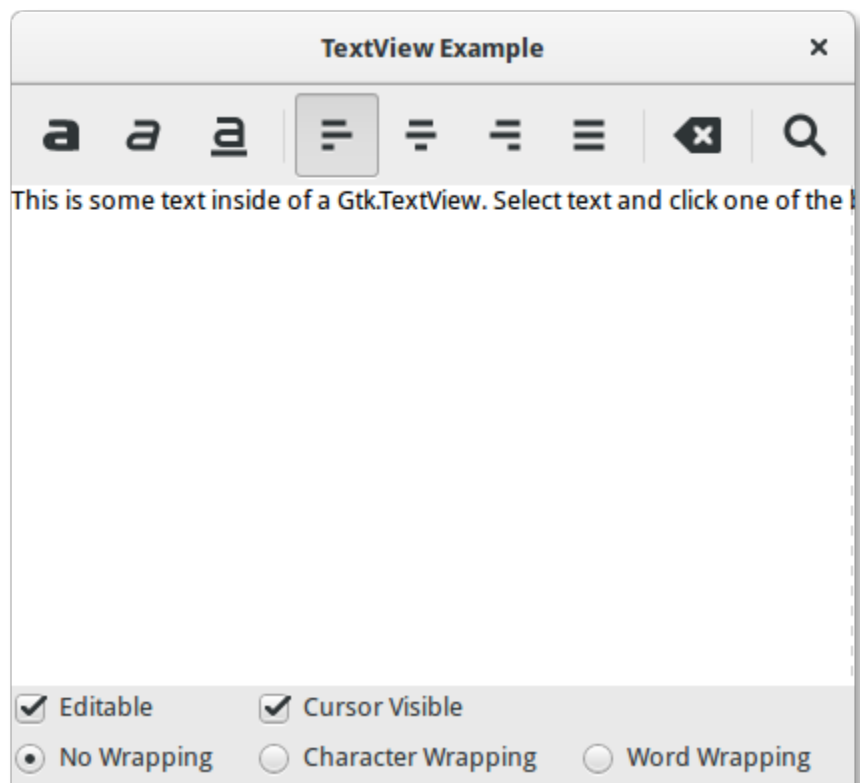 TextView Example
a a a
This is some text inside of a Gtk.TextView. Select text and click one of the
Editable Cursor Visible
No Wrapping Character Wrapping Word Wrapping